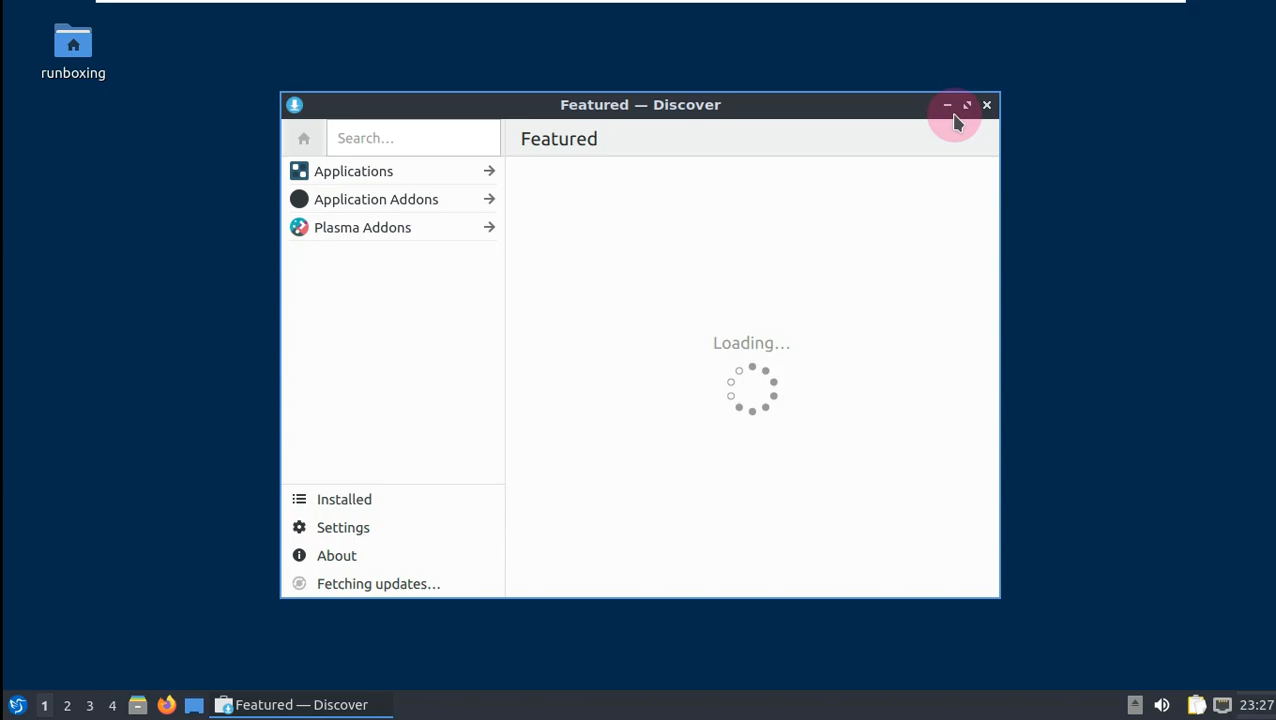 runboxing
Featured — Discover
Search…
Featured
Applications
Application Addons
Plasma Addons
Loading…
Installed
Settings
About
Fetching updates…
1 2 3 4 Featured — Discover 23:27